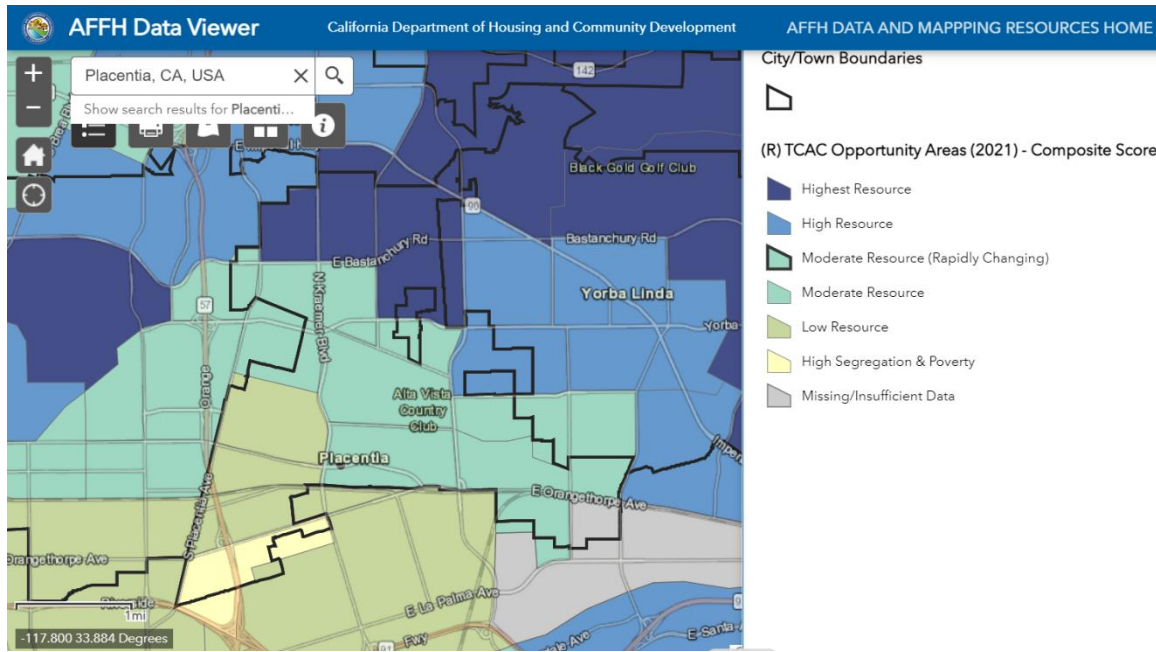 AFFH Data Viewer
California Department of Housing and Community Development
AFFH DATA AND MAPPPING RESOURCES HOME
+
−
Placentia, CA, USA
Show search results for Placenti...
City/Town Boundaries
(R) TCAC Opportunity Areas (2021) - Composite Score
Highest Resource
High Resource
Moderate Resource (Rapidly Changing)
Moderate Resource
Low Resource
High Segregation & Poverty
Missing/Insufficient Data
142
Black Gold Golf Club
90
Bastanchury Rd
E Bastanchury Rd
Yorba Linda
57
N Kraemer Blvd
Yorba
Orange
Alta Vista
Country
Club
Placentia
Imper
S Placentia Ave
E Orangethorpe Ave
Orangethorpe Ave
Riverside
E La Palma Ave
1mi
-117.800 33.884 Degrees
91
Fwy
E Santa